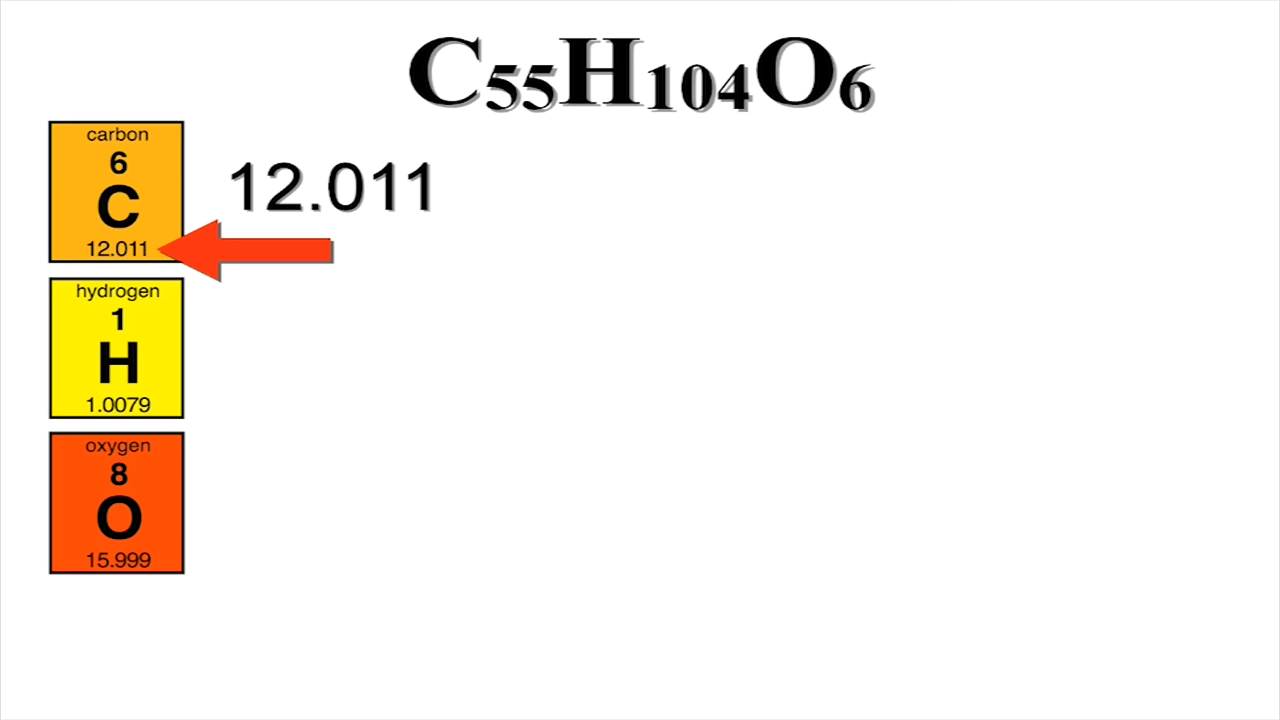 C₅₅H₁₀₄O₆
carbon
6
C
12.011
12.011
hydrogen
1
H
1.0079
oxygen
8
O
15.999